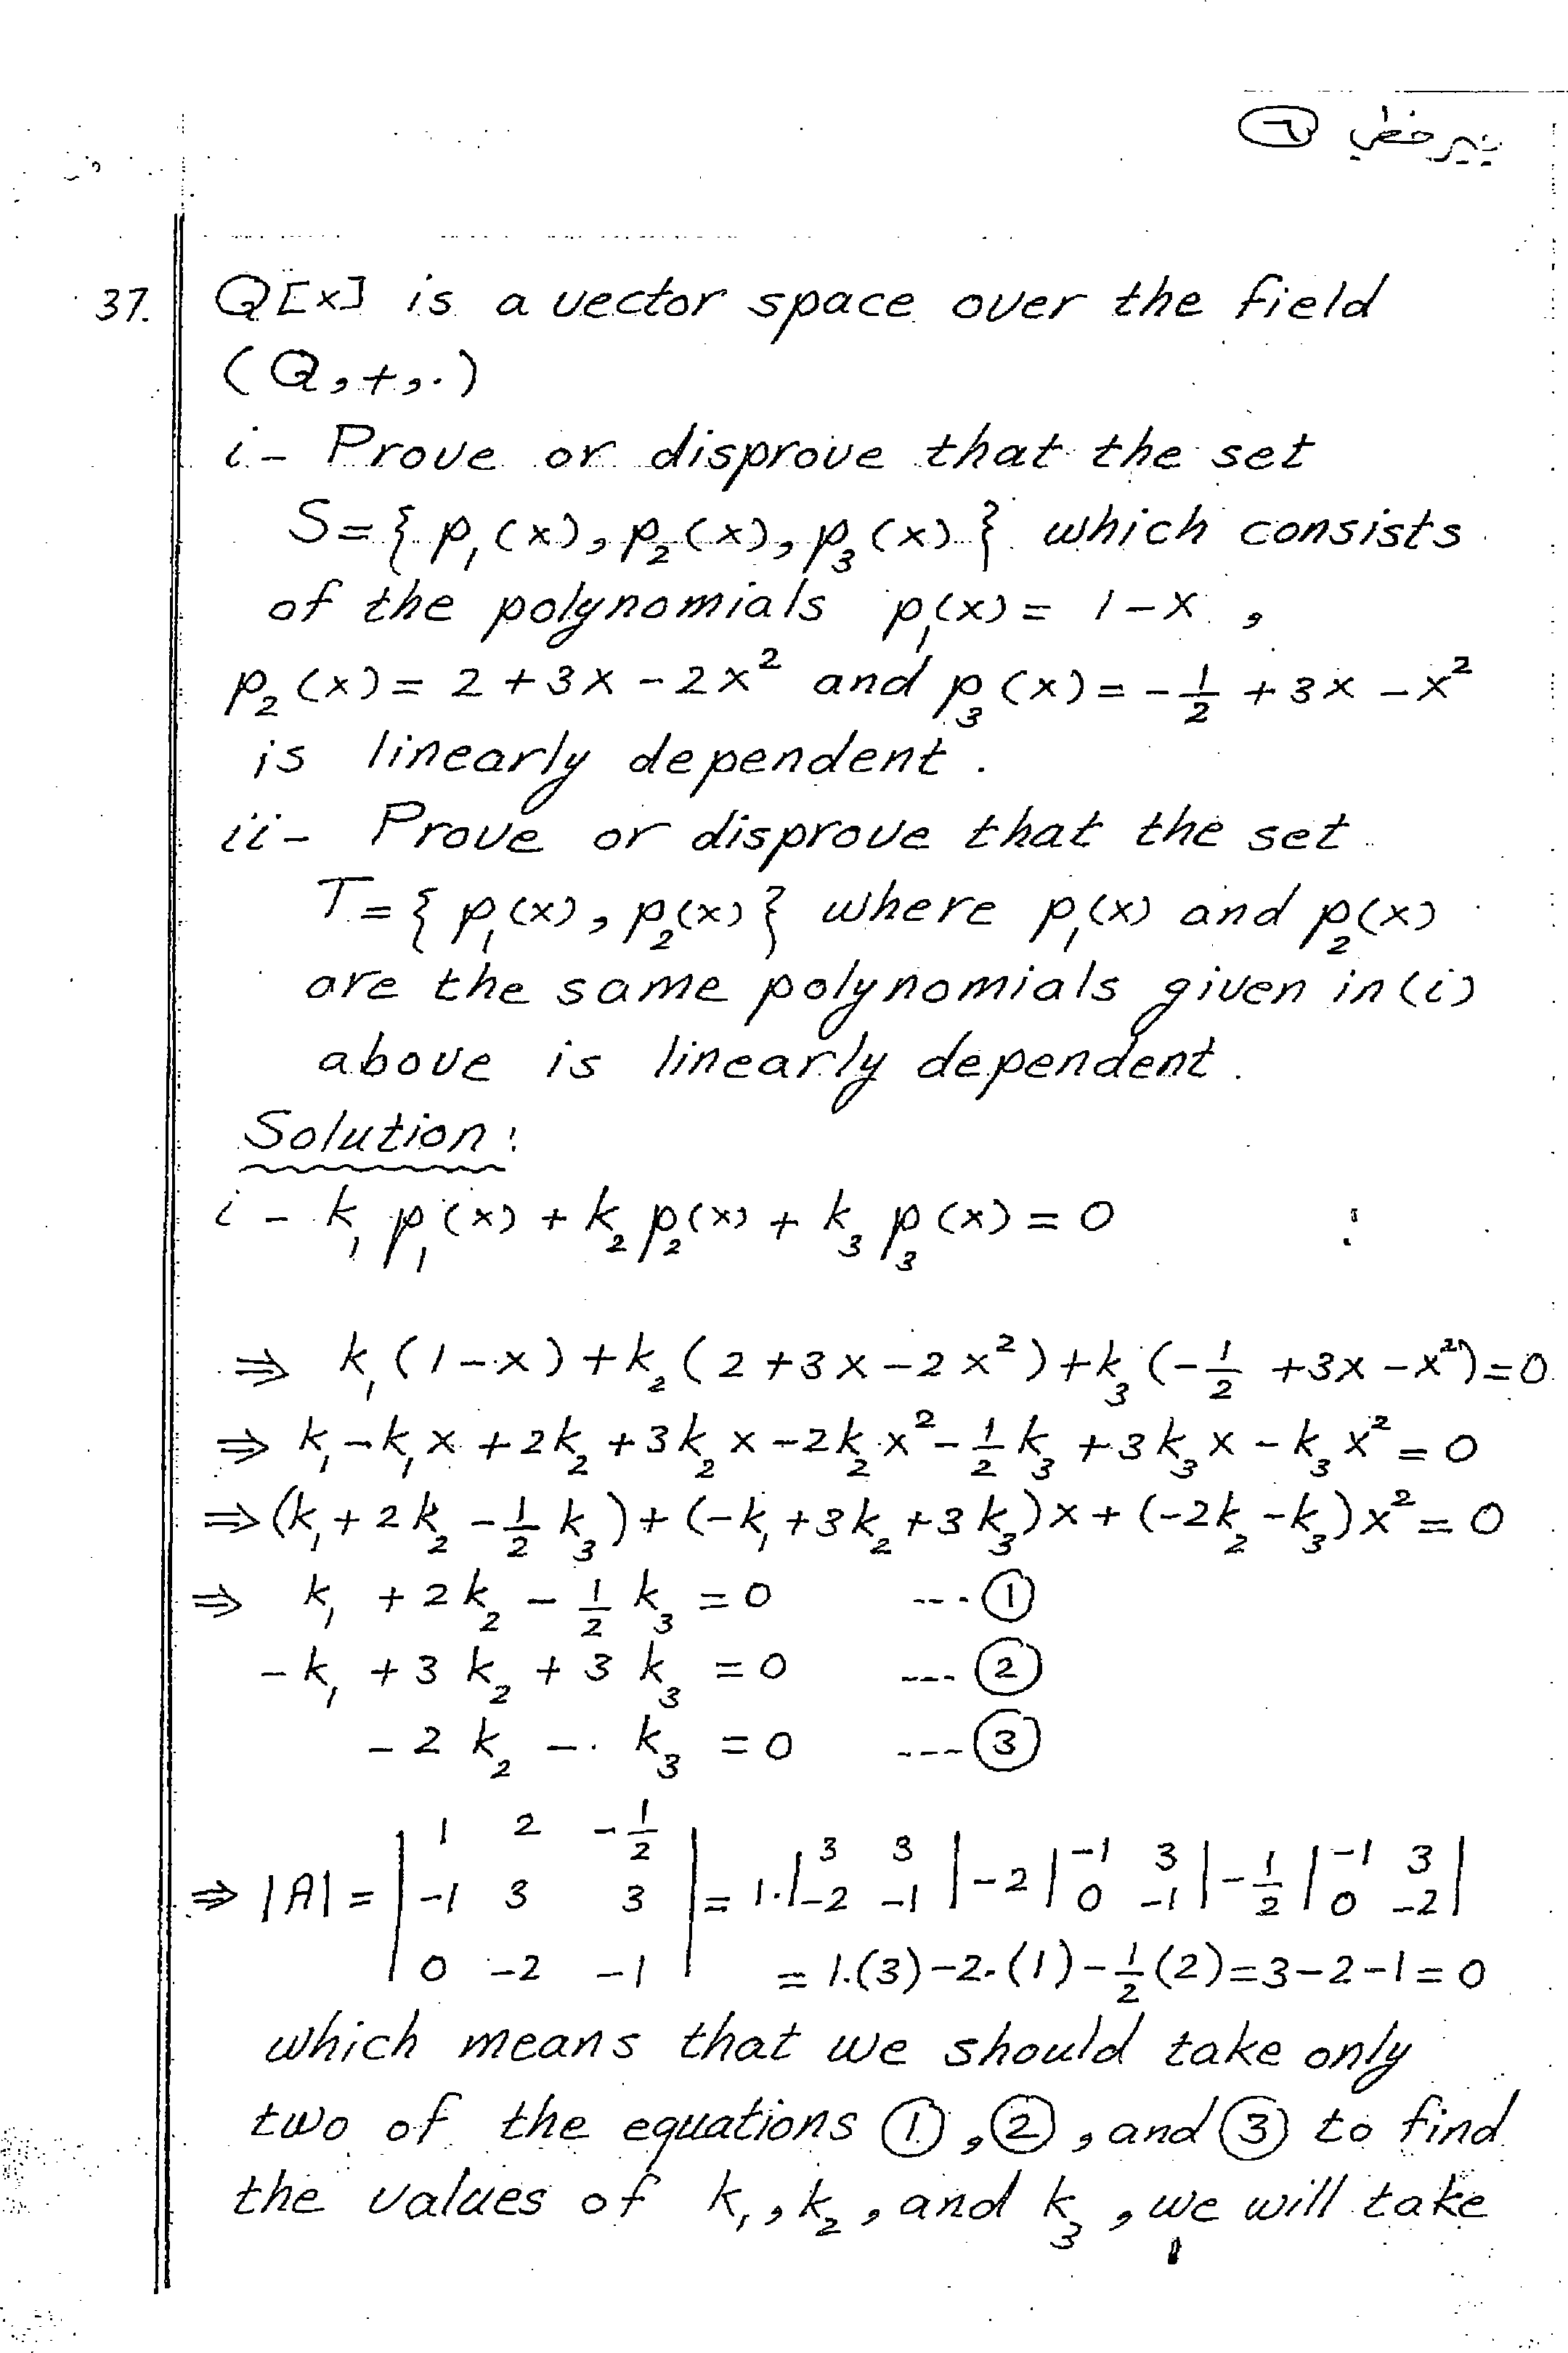 جبر خطي ٦
37. Q[x] is a vector space over the field
(Q,+,.)
i- Prove or disprove that the set
S={p₁(x),p₂(x),p₃(x)} which consists
of the polynomials p₁(x)= 1-x ,
p₂(x)= 2+3x-2x² and p₃(x)= -1/2 +3x -x²
is linearly dependent.
ii- Prove or disprove that the set
T={p₁(x),p₂(x)} where p₁(x) and p₂(x)
are the same polynomials given in (i)
above is linearly dependent.
Solution:
i - k₁p₁(x)+k₂p₂(x)+k₃p₃(x)=0
⇒ k₁(1-x)+k₂(2+3x-2x²)+k₃(-1/2 +3x-x²)=0
⇒ k₁-k₁x+2k₂+3k₂x-2k₂x²-1/2 k₃+3k₃x-k₃x²=0
⇒(k₁+2k₂-1/2 k₃)+(-k₁+3k₂+3k₃)x+(-2k₂-k₃)x²=0
⇒ k₁ +2k₂ - 1/2 k₃ =0 ---①
-k₁ +3k₂ + 3k₃ =0 ---②
-2k₂ - k₃ =0 ---③
⇒ |A|= | 1 2 -1/2 | -1 3 3 | 0 -2 -1 | = 1.| 3 3 | -2 -1 | -2| -1 3 | 0 -1 | -1/2 | -1 3 | 0 -2 |
= 1.(3)-2.(1)-1/2(2)=3-2-1=0
which means that we should take only
two of the equations ①,②,and ③ to find
the values of k₁,k₂,and k₃,we will take